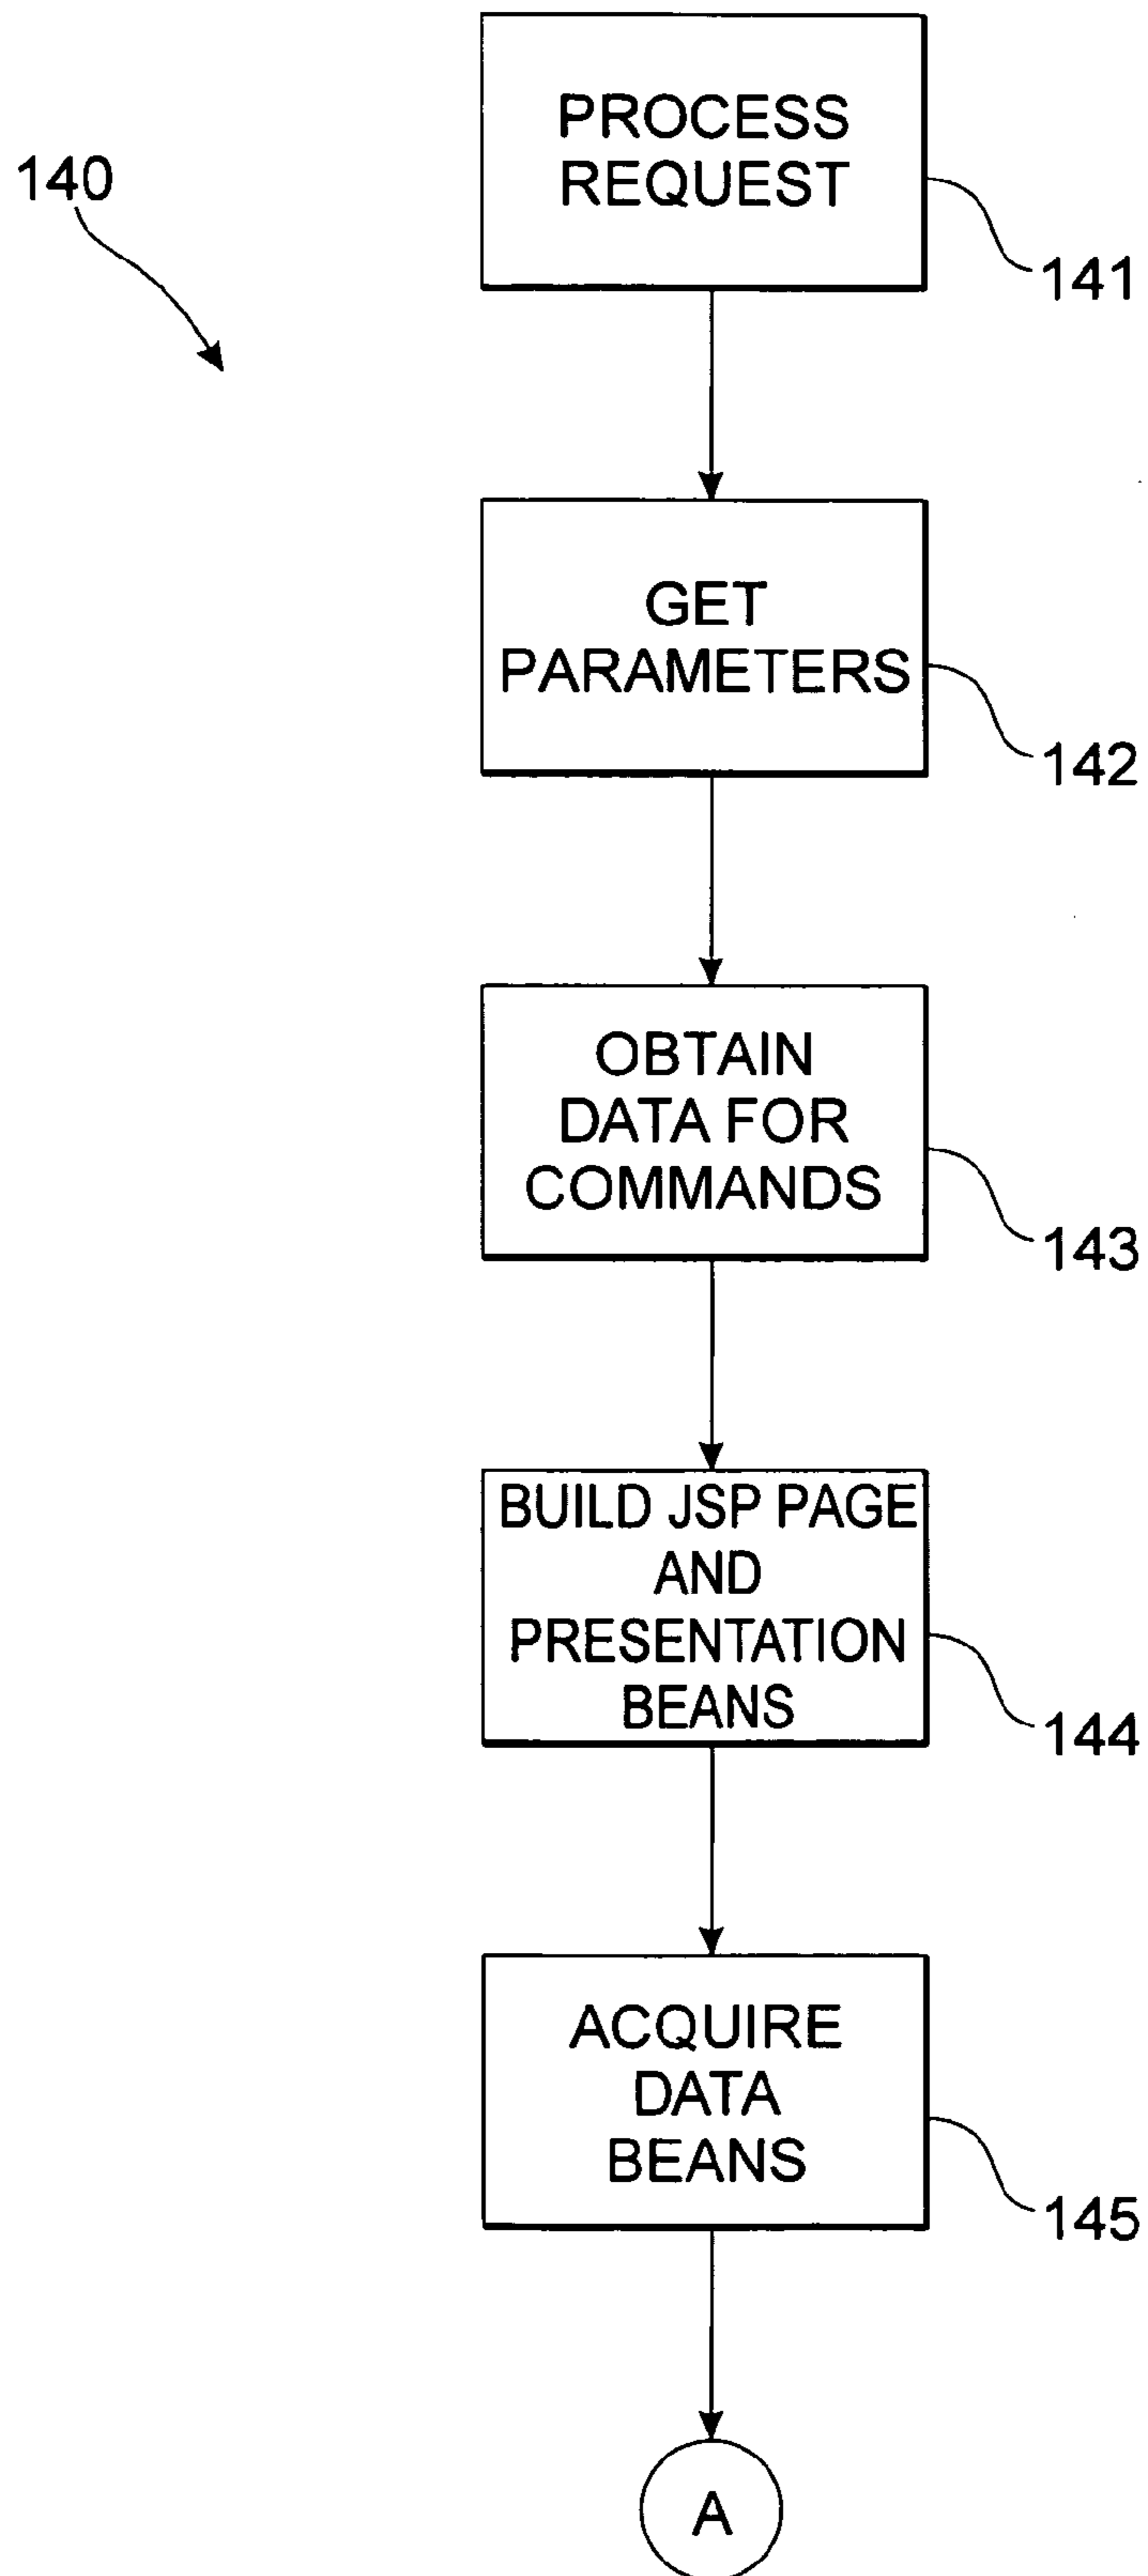 PROCESS
REQUEST
140
141
GET
PARAMETERS
142
OBTAIN
DATA FOR
COMMANDS
143
BUILD JSP PAGE
AND
PRESENTATION
BEANS
144
ACQUIRE
DATA
BEANS
145
A